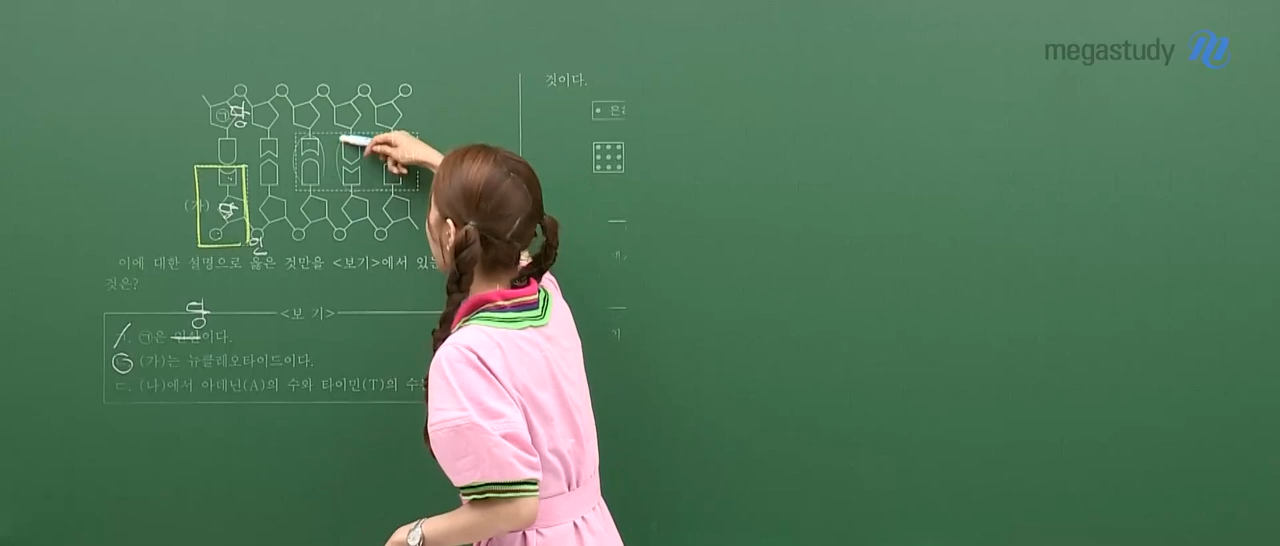 megastudy
것이다.
㉠ 당
(가) 당
인
이에 대한 설명으로 옳은 것만을 <보기>에서 있는
것은?
당
<보 기>
ㄱ. ㉠은 인산이다.
ㄴ. (가)는 뉴클레오타이드이다.
ㄷ. (나)에서 아데닌(A)의 수와 타이민(T)의 수는